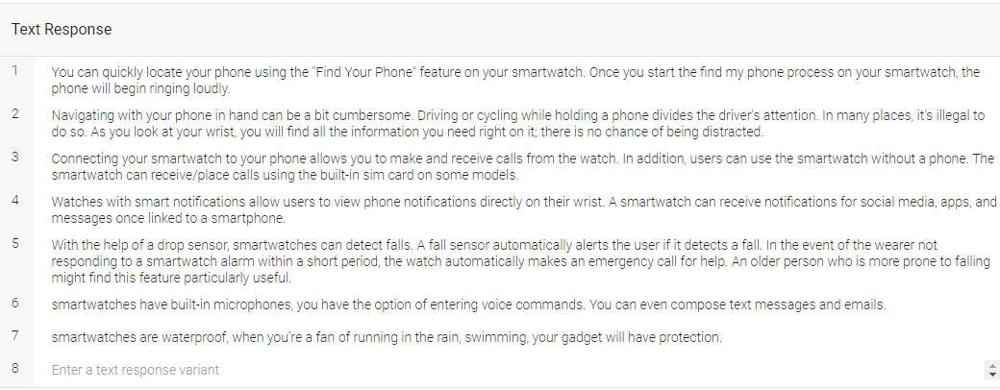 Text Response
1 You can quickly locate your phone using the "Find Your Phone" feature on your smartwatch. Once you start the find my phone process on your smartwatch, the
phone will begin ringing loudly.
2 Navigating with your phone in hand can be a bit cumbersome. Driving or cycling while holding a phone divides the driver's attention. In many places, it's illegal to
do so. As you look at your wrist, you will find all the information you need right on it; there is no chance of being distracted.
3 Connecting your smartwatch to your phone allows you to make and receive calls from the watch. In addition, users can use the smartwatch without a phone. The
smartwatch can receive/place calls using the built-in sim card on some models.
4 Watches with smart notifications allow users to view phone notifications directly on their wrist. A smartwatch can receive notifications for social media, apps, and
messages once linked to a smartphone.
5 With the help of a drop sensor, smartwatches can detect falls. A fall sensor automatically alerts the user if it detects a fall. In the event of the wearer not
responding to a smartwatch alarm within a short period, the watch automatically makes an emergency call for help. An older person who is more prone to falling
might find this feature particularly useful.
6 smartwatches have built-in microphones, you have the option of entering voice commands. You can even compose text messages and emails.
7 smartwatches are waterproof, when you're a fan of running in the rain, swimming, your gadget will have protection.
8 Enter a text response variant